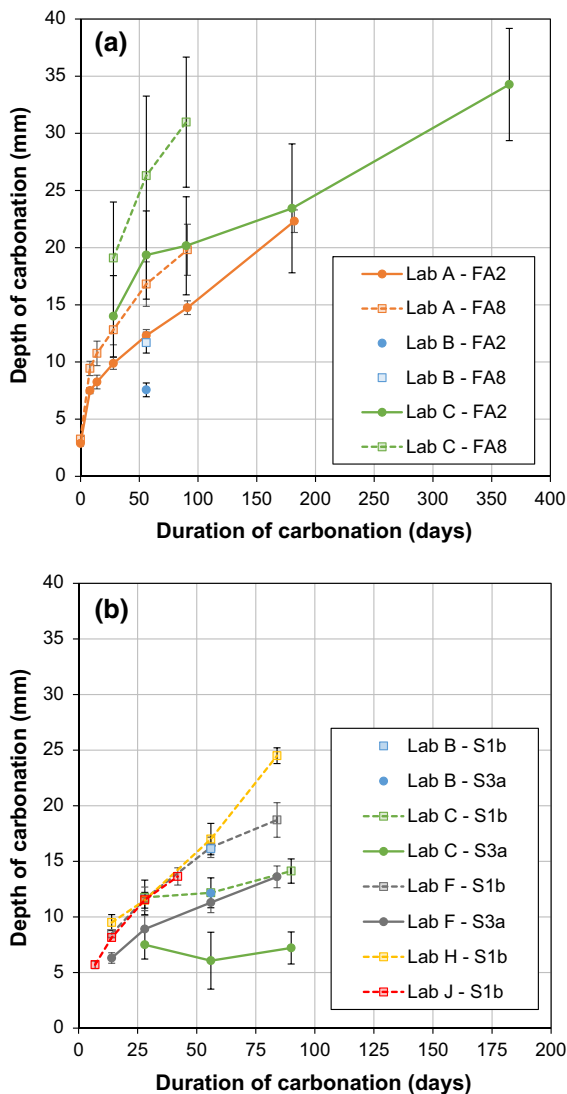 (a)
Depth of carbonation (mm)
40
35
30
25
20
15
10
5
0
Lab A - FA2
Lab A - FA8
Lab B - FA2
Lab B - FA8
Lab C - FA2
Lab C - FA8
0 50 100 150 200 250 300 350 400
Duration of carbonation (days)
(b)
Depth of carbonation (mm)
40
35
30
25
20
15
10
5
0
Lab B - S1b
Lab B - S3a
Lab C - S1b
Lab C - S3a
Lab F - S1b
Lab F - S3a
Lab H - S1b
Lab J - S1b
0 25 50 75 100 125 150 175 200
Duration of carbonation (days)